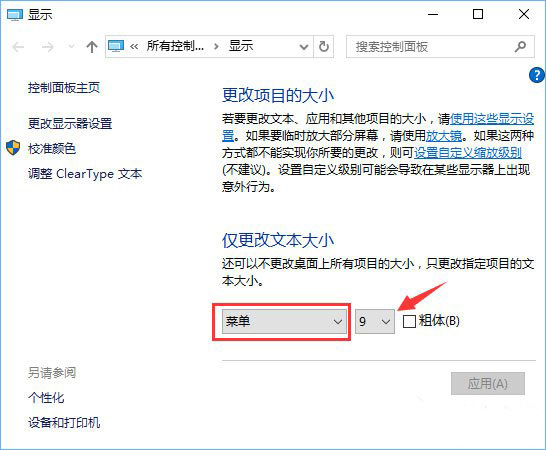 显示
« 所有控制... › 显示
搜索控制面板
控制面板主页
更改显示器设置
校准颜色
调整 ClearType 文本
更改项目的大小
若要更改文本、应用和其他项目的大小，请使用这些显示设
置。如果要临时放大部分屏幕，请使用放大镜。如果这两种
方式都不能实现你所要的更改，则可设置自定义缩放级别
(不建议)。设置自定义级别可能会导致在某些显示器上出现
意外行为。
仅更改文本大小
还可以不更改桌面上所有项目的大小，只更改指定项目的文
本大小。
菜单 9 粗体(B)
应用(A)
另请参阅
个性化
设备和打印机